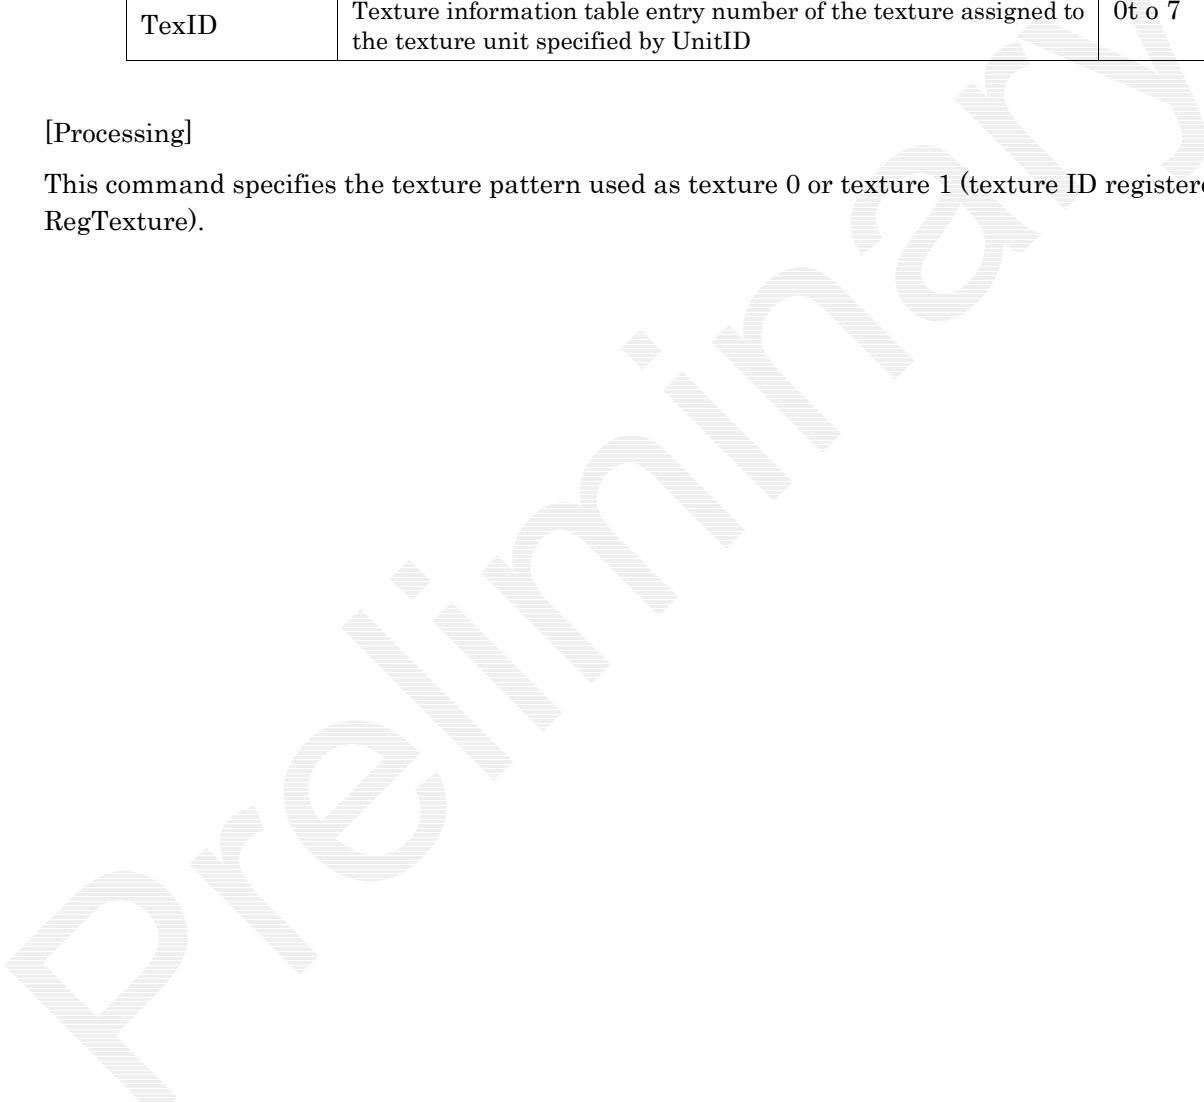 TexID
Texture information table entry number of the texture assigned to
the texture unit specified by UnitID
0t o 7
[Processing]
This command specifies the texture pattern used as texture 0 or texture 1 (texture ID
RegTexture).
Preliminary